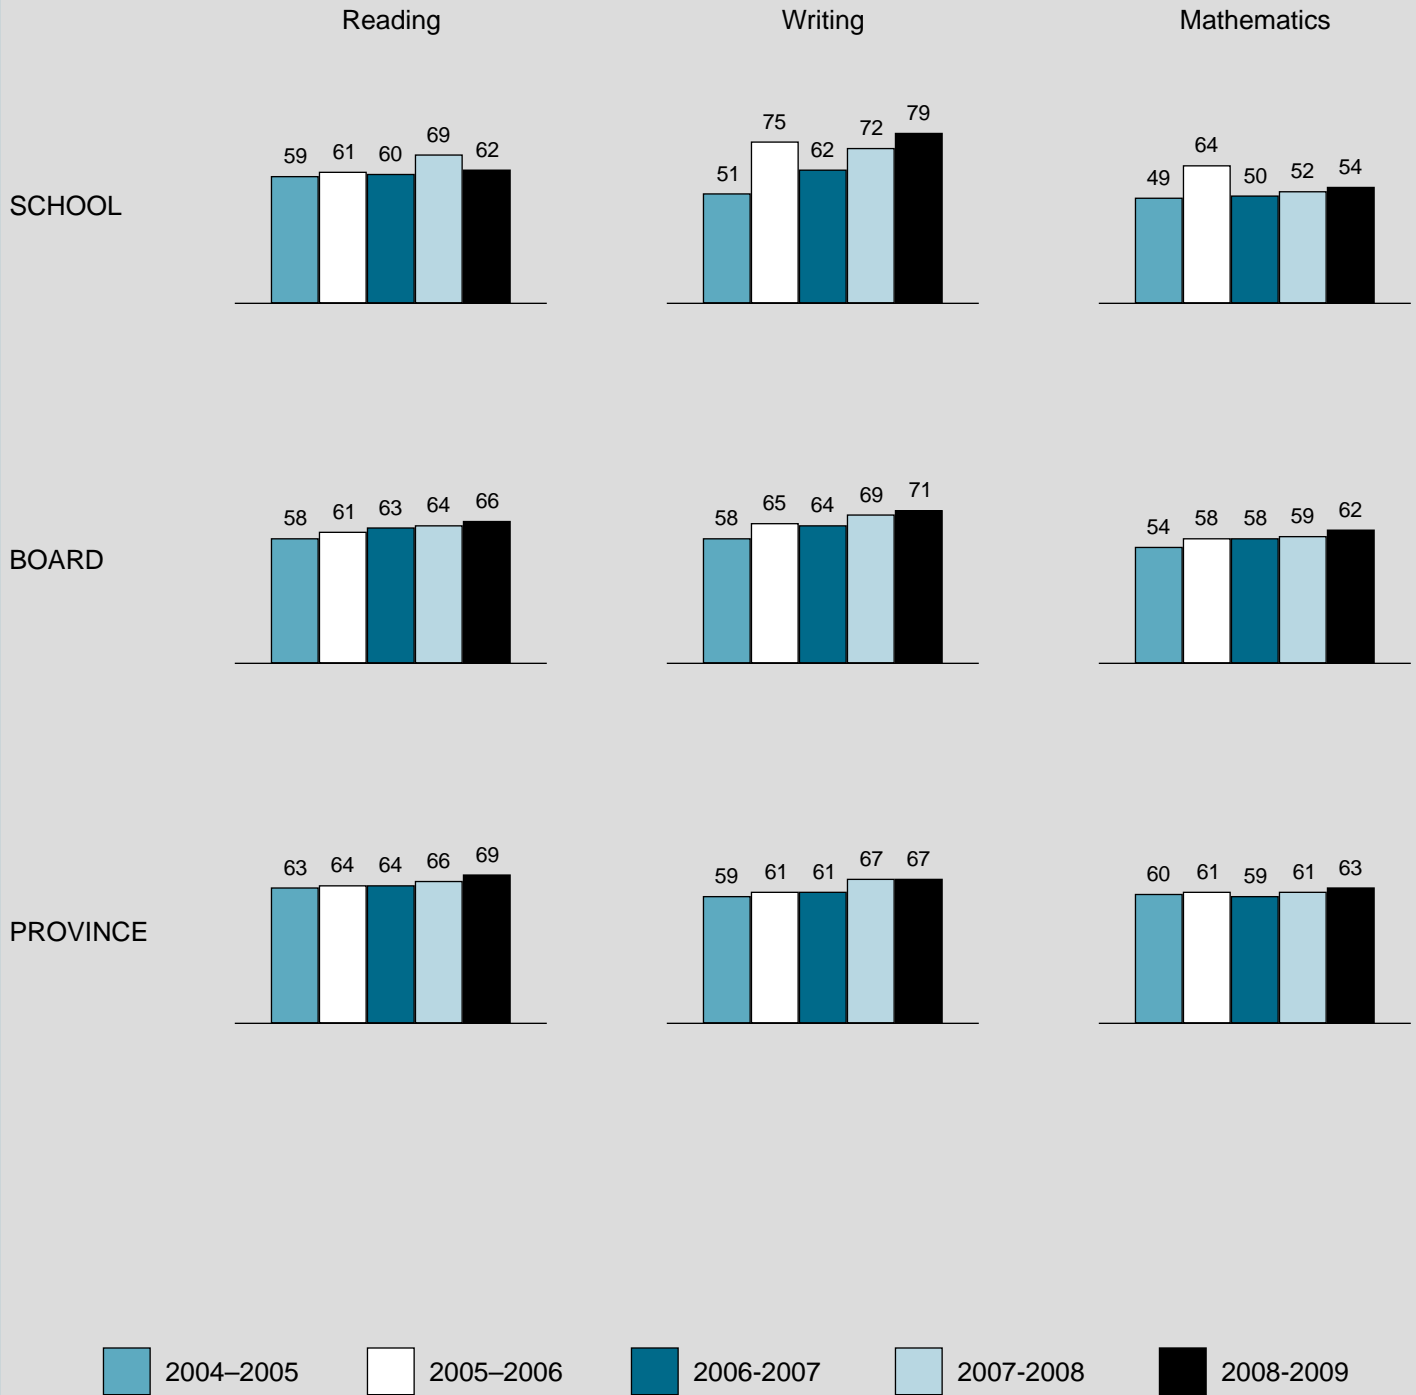 Reading Writing Mathematics
SCHOOL
59 61 60 69 62
51 75 62 72 79
49 64 50 52 54
BOARD
58 61 63 64 66
58 65 64 69 71
54 58 58 59 62
PROVINCE
63 64 64 66 69
59 61 61 67 67
60 61 59 61 63
2004–2005 2005–2006 2006-2007 2007-2008 2008-2009